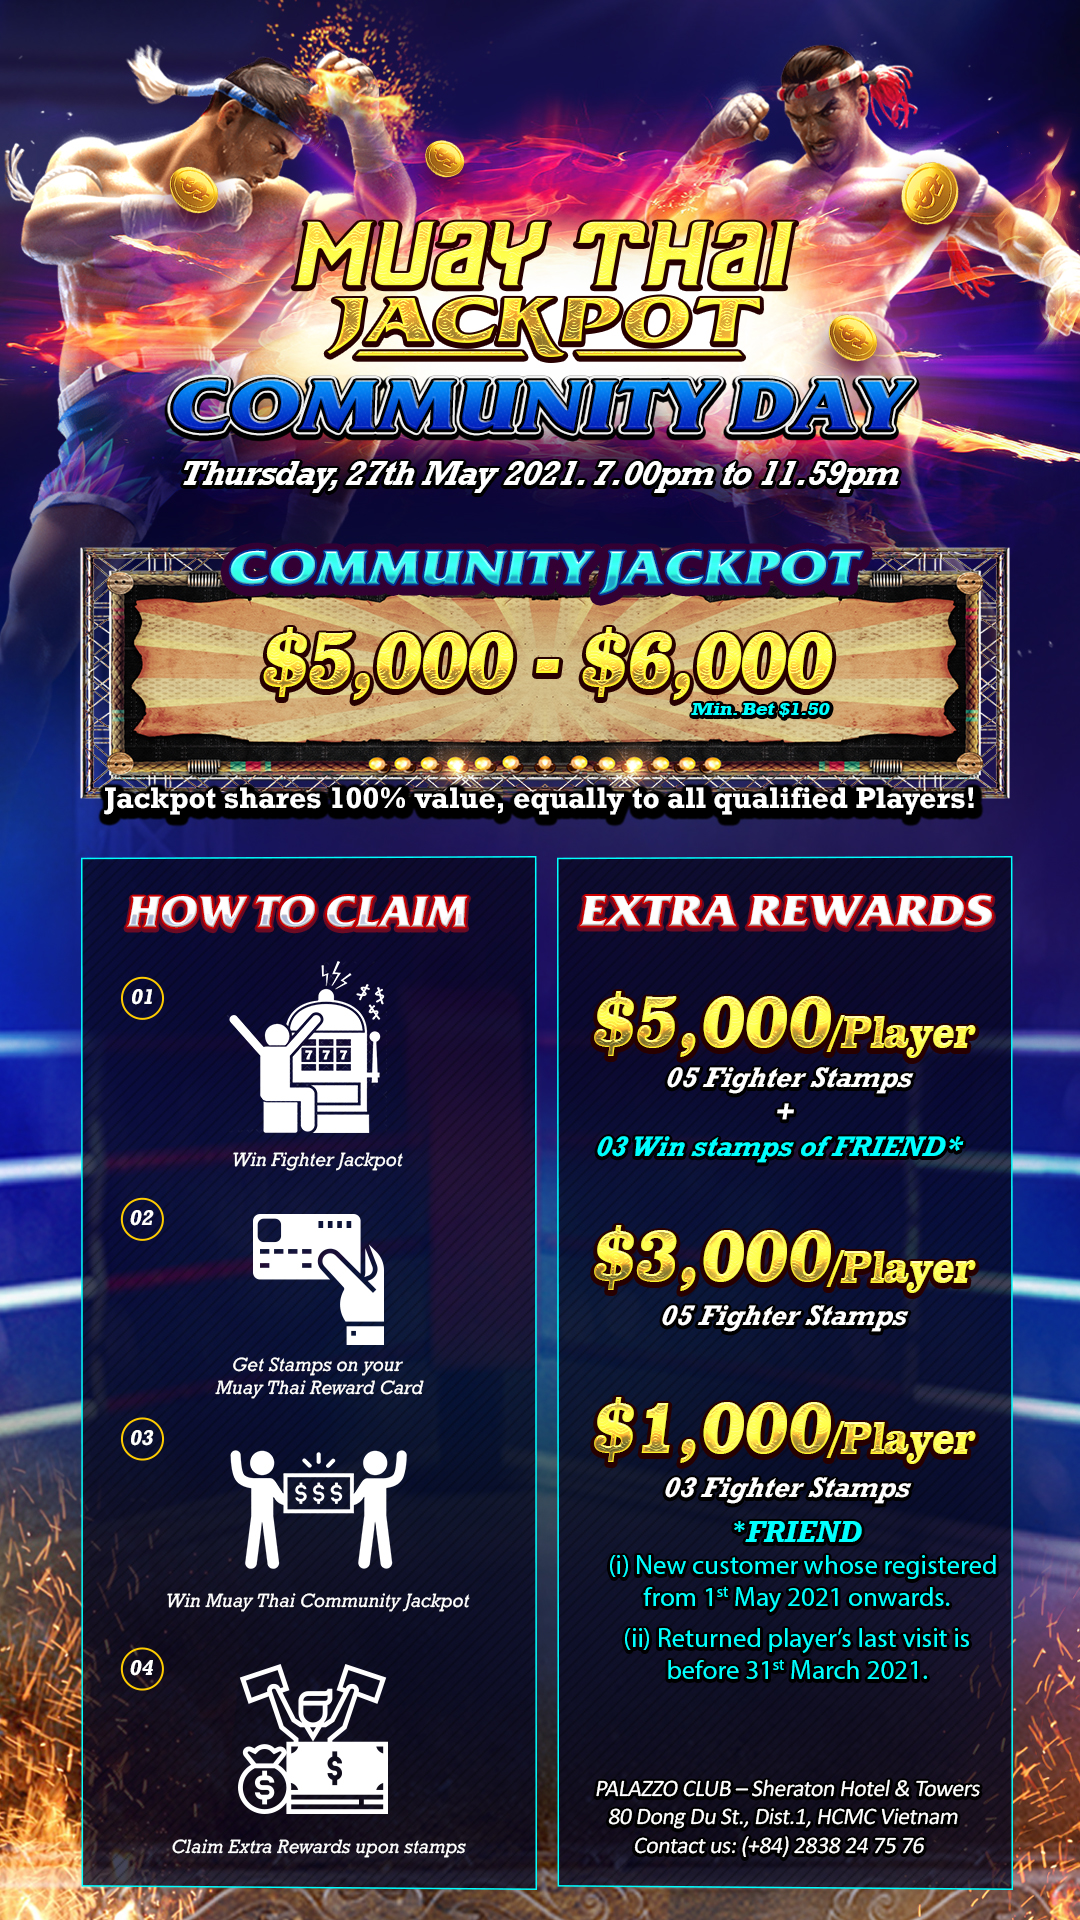 MUay THaI
JACKPOT
COMMUNITY DAY
Thursday, 27th May 2021. 7.00pm to 11.59pm
COMMUNITY JACKPOT
$5,000 - $6,000
Min. Bet $1.50
Jackpot shares 100% value, equally to all qualified Players!
HOW TO CLAIM
01
777
Win Fighter Jackpot
02
Get Stamps on your
Muay Thai Reward Card
03
$$$
Win Muay Thai Community Jackpot
04
$
$
Claim Extra Rewards upon stamps
EXTRA REWARDS
$5,000/Player
05 Fighter Stamps
+
03 Win stamps of FRIEND*
$3,000/Player
05 Fighter Stamps
$1,000/Player
03 Fighter Stamps
*FRIEND
(i) New customer whose registered
from 1st May 2021 onwards.
(ii) Returned player's last visit is
before 31st March 2021.
PALAZZO CLUB – Sheraton Hotel & Towers
80 Dong Du St., Dist.1, HCMC Vietnam
Contact us: (+84) 2838 24 75 76